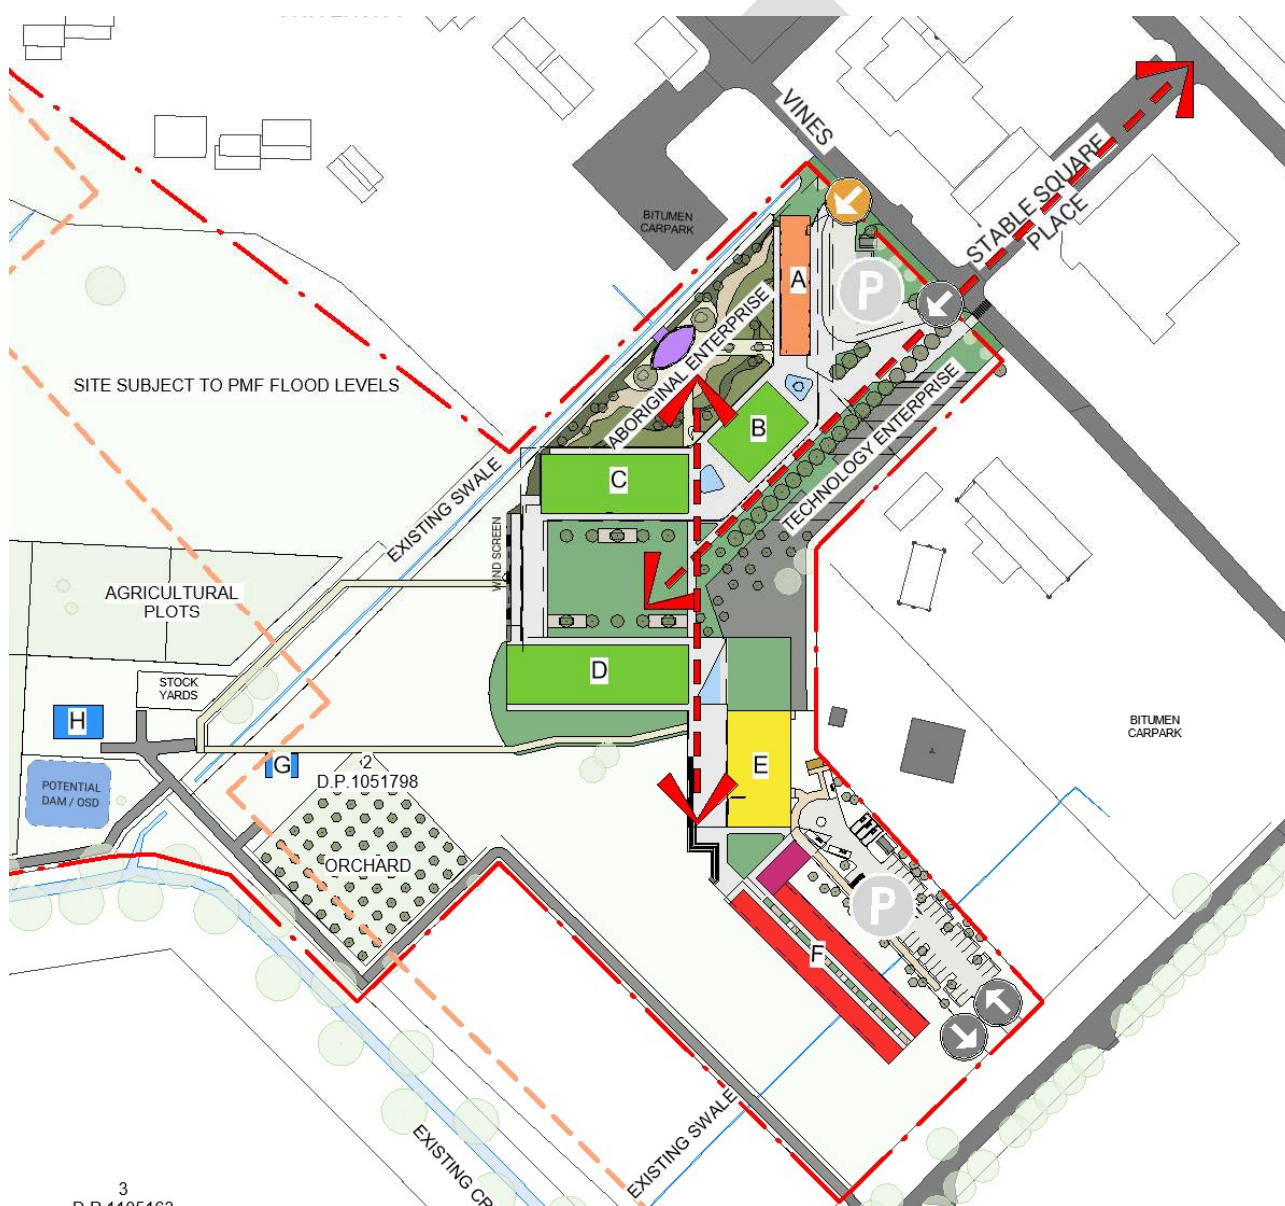 VINES
STABLE SQUARE
PLACE
BITUMEN
CARPARK
A
P
ABORIGINAL ENTERPRISE
SITE SUBJECT TO PMF FLOOD LEVELS
B
TECHNOLOGY ENTERPRISE
C
EXISTING SWALE
WIND SCREEN
AGRICULTURAL
PLOTS
D
STOCK
YARDS
H
BITUMEN
CARPARK
G
2
D.P.1051798
E
POTENTIAL
DAM / OSD
ORCHARD
P
F
EXISTING SWALE
EXISTING CR
3
D.P.1105163